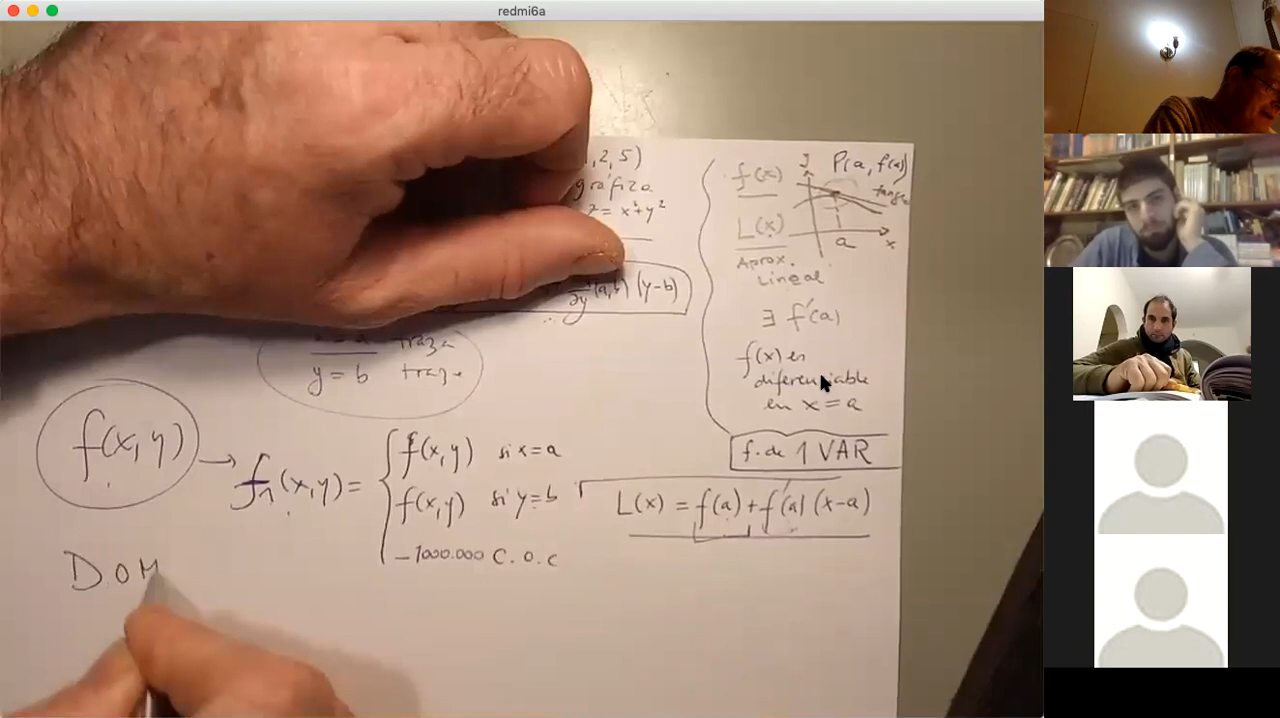 redmi6a
, 2, 5)
gráfica
z = x²+y²
∂y (a,b) (y-b)
traza
y = b traza
f(x) y P(a, f(a))
L(x) a x
Aprox.
Lineal
∃ f'(a)
f(x) es
diferenciable
en x = a
f. de 1 VAR
f(x,y) → f₁(x,y) = { f(x,y) si x=a
f(x,y) si y=b
-1000.000 C.O.C
L(x) = f(a) + f'(a) (x-a)
DOM